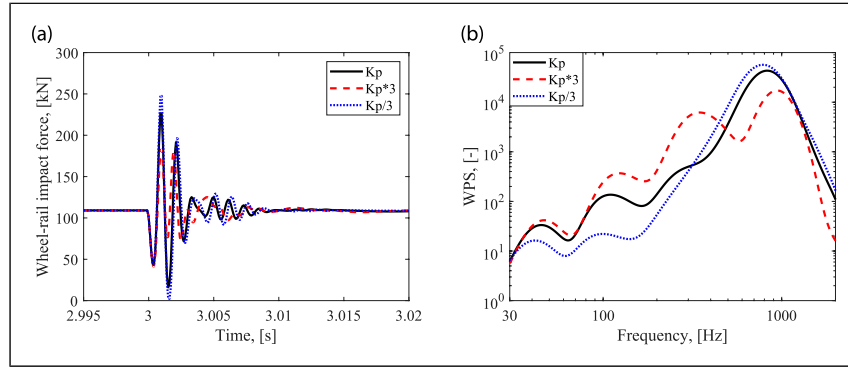 (a)
300
250
200
150
100
50
0
Wheel-rail impact force, [kN]
Kp
Kp*3
Kp/3
2.995
3
3.005
3.01
3.015
3.02
Time, [s]
(b)
10^5
10^4
10^3
10^2
10^1
10^0
WPS, [-]
Kp
Kp*3
Kp/3
30
100
1000
Frequency, [Hz]